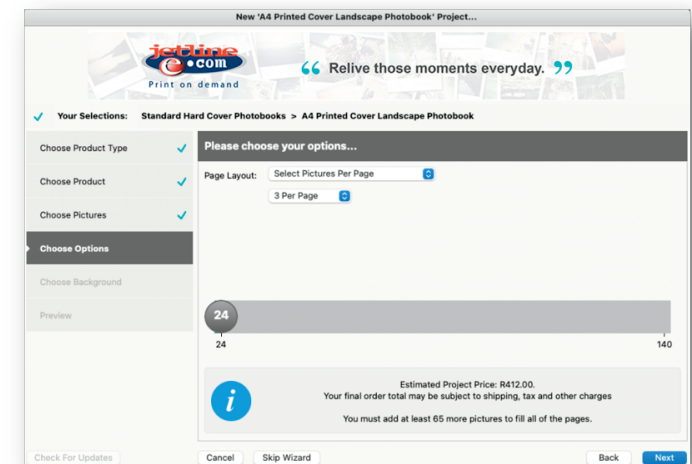 New 'A4 Printed Cover Landscape Photobook' Project...
jetline
e.com
Print on demand
“ Relive those moments everyday. ”
Your Selections: Standard Hard Cover Photobooks > A4 Printed Cover Landscape Photobook
Choose Product Type
Choose Product
Choose Pictures
Choose Options
Choose Background
Preview
Please choose your options...
Page Layout: Select Pictures Per Page
3 Per Page
24
24 140
i
Estimated Project Price: R412.00.
Your final order total may be subject to shipping, tax and other charges
You must add at least 65 more pictures to fill all of the pages.
Check For Updates Cancel Skip Wizard Back Next